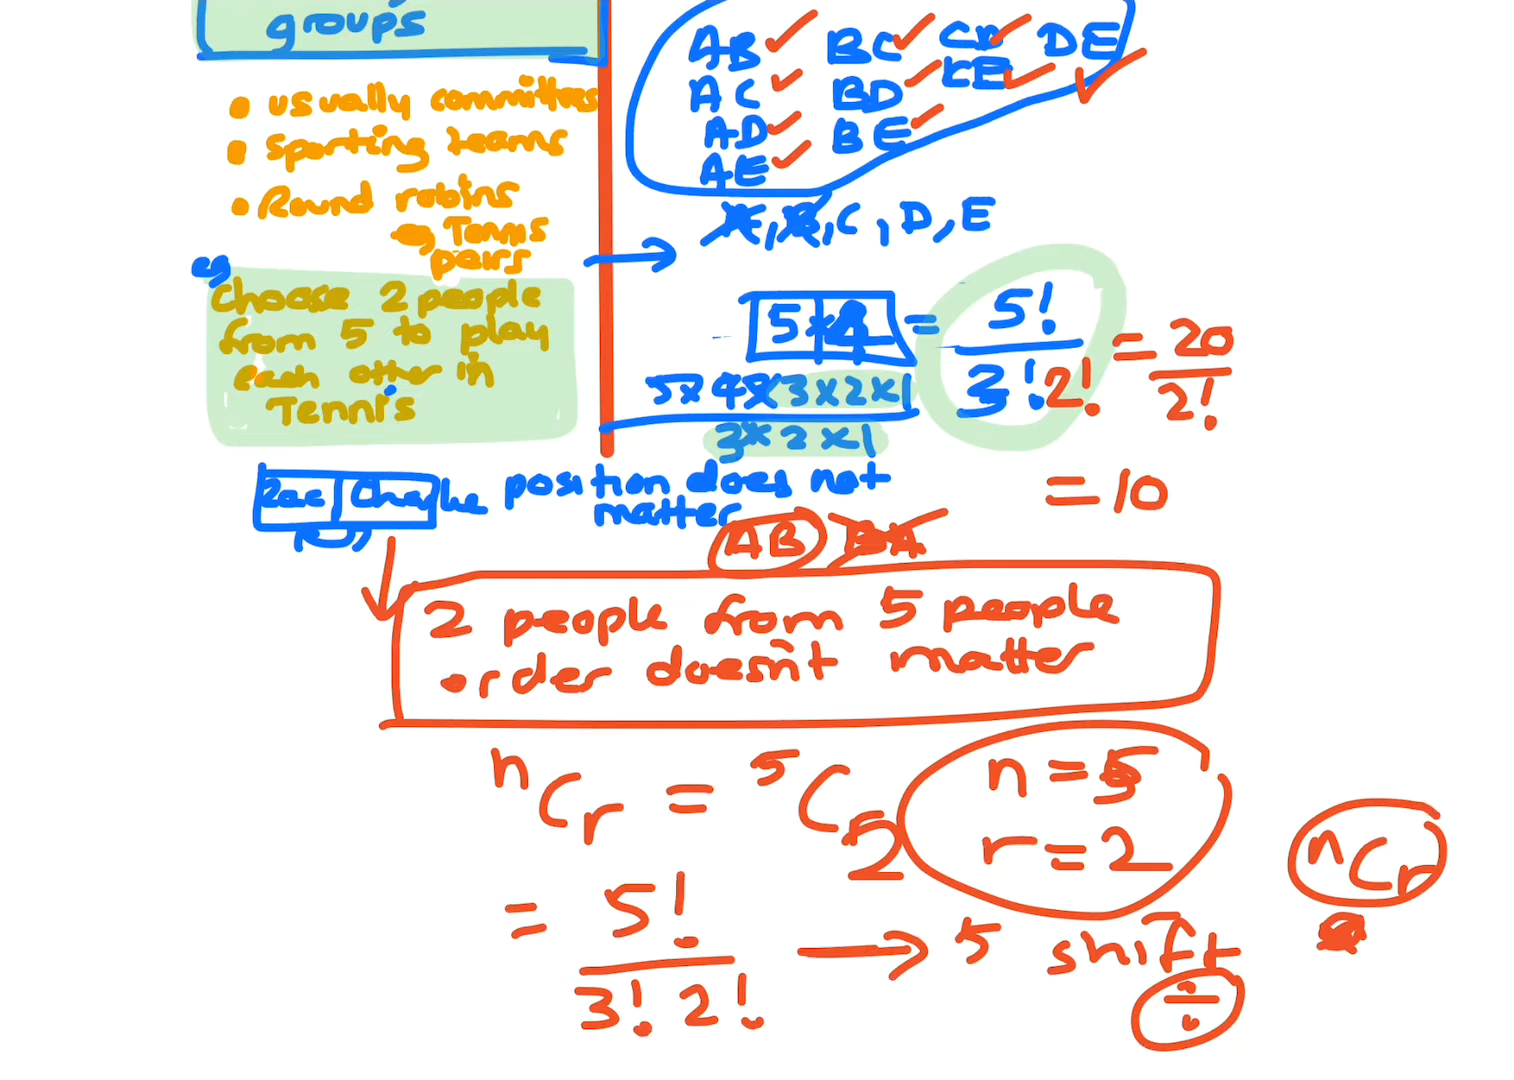 groups
• usually committees
• Sporting teams
• Round robins
eg Tennis
pairs
eg
Choose 2 people
from 5 to play
each other in
Tennis
AB ✓ BC ✓ CD ✓ DE ✓
AC ✓ BD ✓ CE ✓
AD ✓ BE ✓
AE ✓
A, B, C, D, E
→
5 × 4 = 5! / 3! 2! = 20 / 2!
5 × 4 × 3 × 2 × 1
3 × 2 × 1
= 10
Zac Charlie position does not
matter
AB BA
2 people from 5 people
• order doesn't matter
nCr = 5C2
n = 5
r = 2
nCr
= 5! / 3! 2! → 5 shift
÷